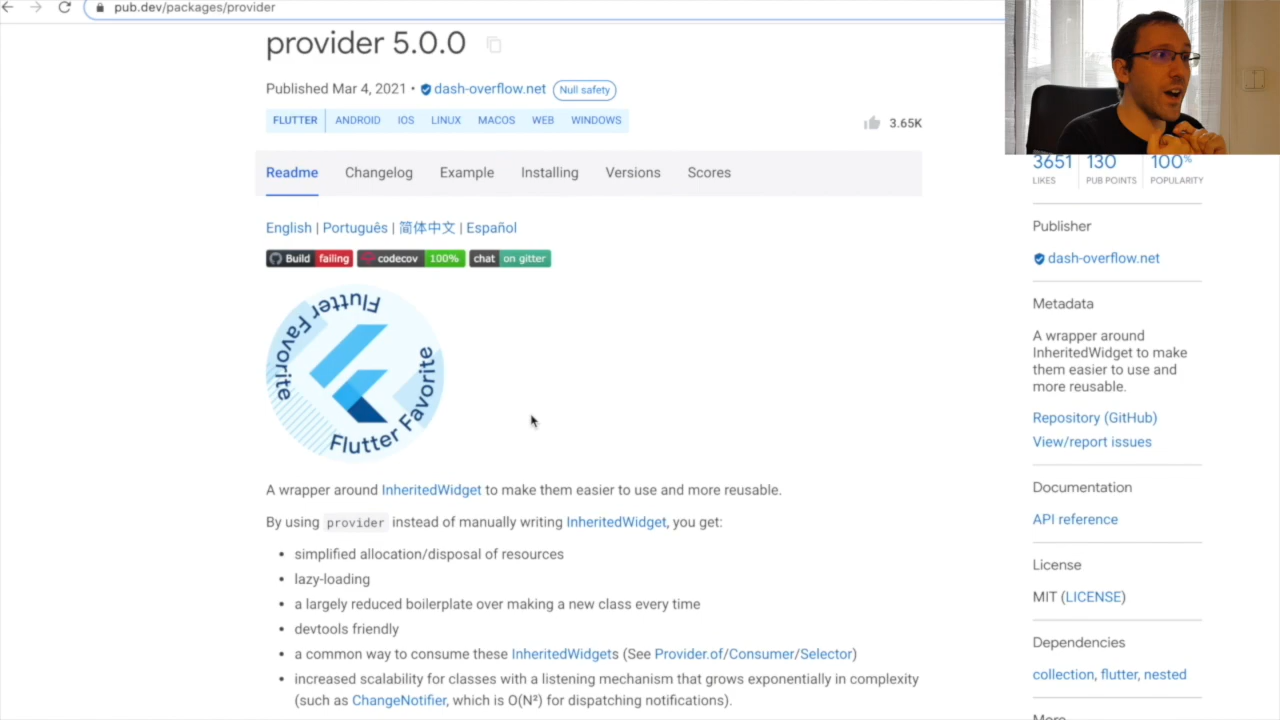 pub.dev/packages/provider
provider 5.0.0
Published Mar 4, 2021 • dash-overflow.net Null safety
FLUTTER ANDROID IOS LINUX MACOS WEB WINDOWS
3.65K
Readme Changelog Example Installing Versions Scores
English | Português | 简体中文 | Español
Build failing codecov 100% chat on gitter
Flutter Favorite
Flutter Favorite
A wrapper around InheritedWidget to make them easier to use and more reusable.
By using provider instead of manually writing InheritedWidget, you get:
• simplified allocation/disposal of resources
• lazy-loading
• a largely reduced boilerplate over making a new class every time
• devtools friendly
• a common way to consume these InheritedWidgets (See Provider.of/Consumer/Selector)
• increased scalability for classes with a listening mechanism that grows exponentially in complexity
(such as ChangeNotifier, which is O(N²) for dispatching notifications).
3651 130 100%
LIKES PUB POINTS POPULARITY
Publisher
dash-overflow.net
Metadata
A wrapper around
InheritedWidget to make
them easier to use and
more reusable.
Repository (GitHub)
View/report issues
Documentation
API reference
License
MIT (LICENSE)
Dependencies
collection, flutter, nested
More